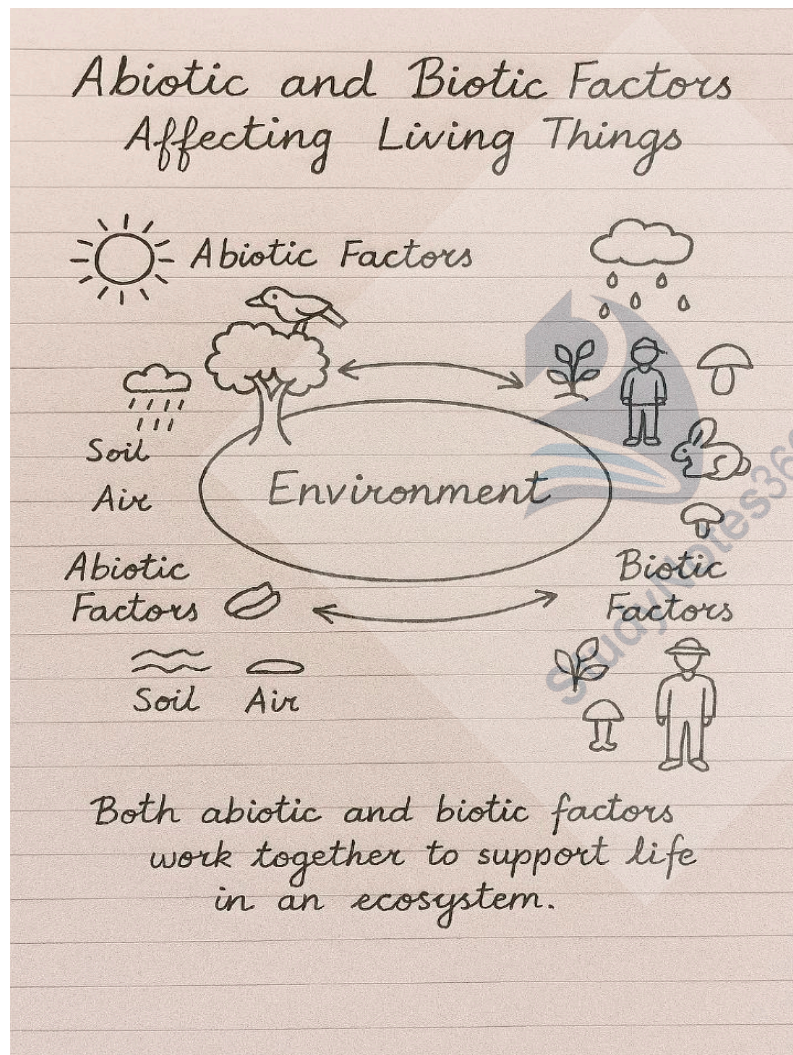 Abiotic and Biotic Factors
Affecting Living Things
Abiotic Factors
Soil
Air
Environment
Abiotic
Factors
Biotic
Factors
Soil Air
Both abiotic and biotic factors
work together to support life
in an ecosystem.
StudyNotes360